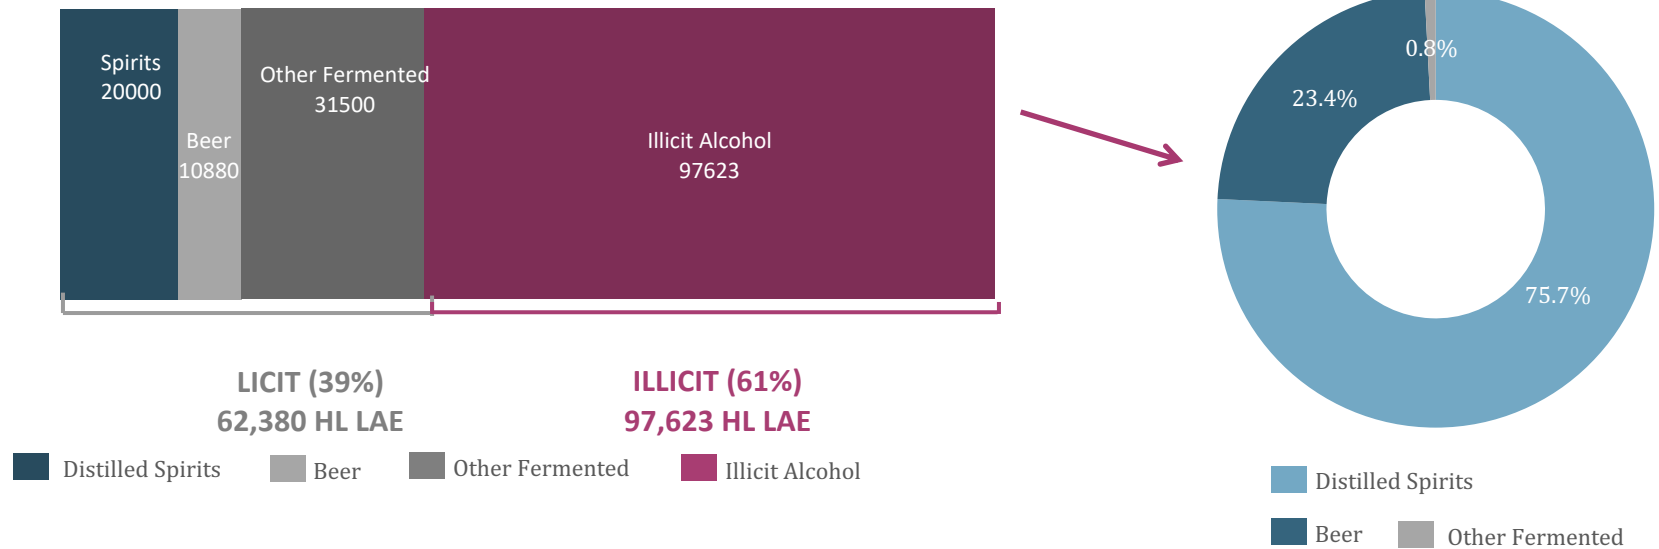 Spirits
20000
Beer
10880
Other Fermented
31500
Illicit Alcohol
97623
LICIT (39%)
62,380 HL LAE
ILLICIT (61%)
97,623 HL LAE
Distilled Spirits
Beer
Other Fermented
Illicit Alcohol
0.8%
23.4%
75.7%
Distilled Spirits
Beer
Other Fermented